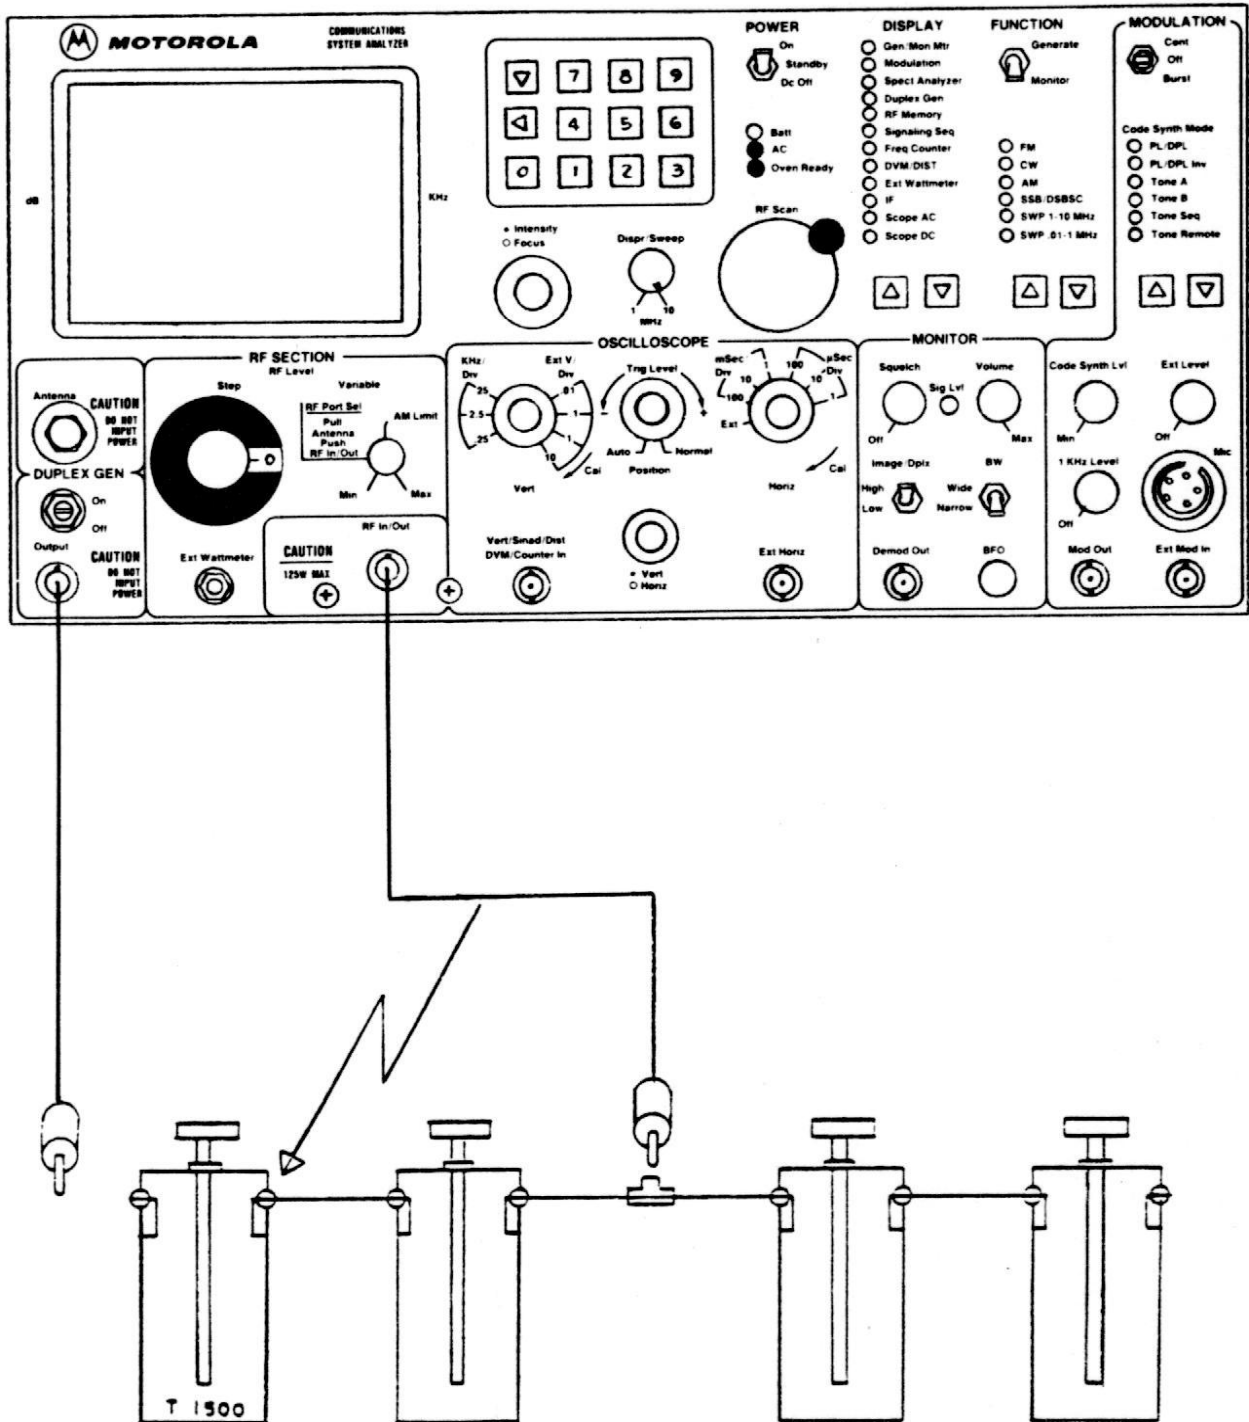 MOTOROLA
COMMUNICATIONS
SYSTEM ANALYZER
dB
KHz
7 8 9
4 5 6
0 1 2 3
Intensity
Focus
POWER
On
Standby
Dc Off
Batt
AC
Oven Ready
Dispr/Sweep
1 10
MHz
RF Scan
DISPLAY
Gen/Mon Mtr
Modulation
Spect Analyzer
Duplex Gen
RF Memory
Signaling Seq
Freq Counter
DVM/DIST
Ext Wattmeter
IF
Scope AC
Scope DC
FUNCTION
Generate
Monitor
FM
CW
AM
SSB/DSBSC
SWP 1-10 MHz
SWP .01-1 MHz
MODULATION
Cont
Off
Burst
Code Synth Mode
PL/DPL
PL/DPL Inv
Tone A
Tone B
Tone Seq
Tone Remote
Antenna
CAUTION
DO NOT
INPUT
POWER
DUPLEX GEN
On
Off
Output
CAUTION
DO NOT
INPUT
POWER
RF SECTION
RF Level
Step
Variable
RF Port Sel
Pull
Antenna
Push
RF In/Out
AM Limit
Min
Max
Ext Wattmeter
CAUTION
125W MAX
RF In/Out
OSCILLOSCOPE
KHz/
Div
.25
2.5
25
Ext V/
Div
.01
.1
1
10
Cal
Vert
Trig Level
- +
Auto
Normal
Position
mSec
Div
1
10
100
Ext
µSec
Div
100
10
1
Cal
Horiz
Vert/Sinad/Dist
DVM/Counter In
Vert
Horiz
Ext Horiz
MONITOR
Squelch
Off
Sig Lvl
Volume
Max
Image/Dplx
High
Low
BW
Wide
Narrow
Demod Out
BFO
Code Synth Lvl
Min
Ext Level
Off
1 KHz Level
Off
Mic
Mod Out
Ext Mod In
T 1500